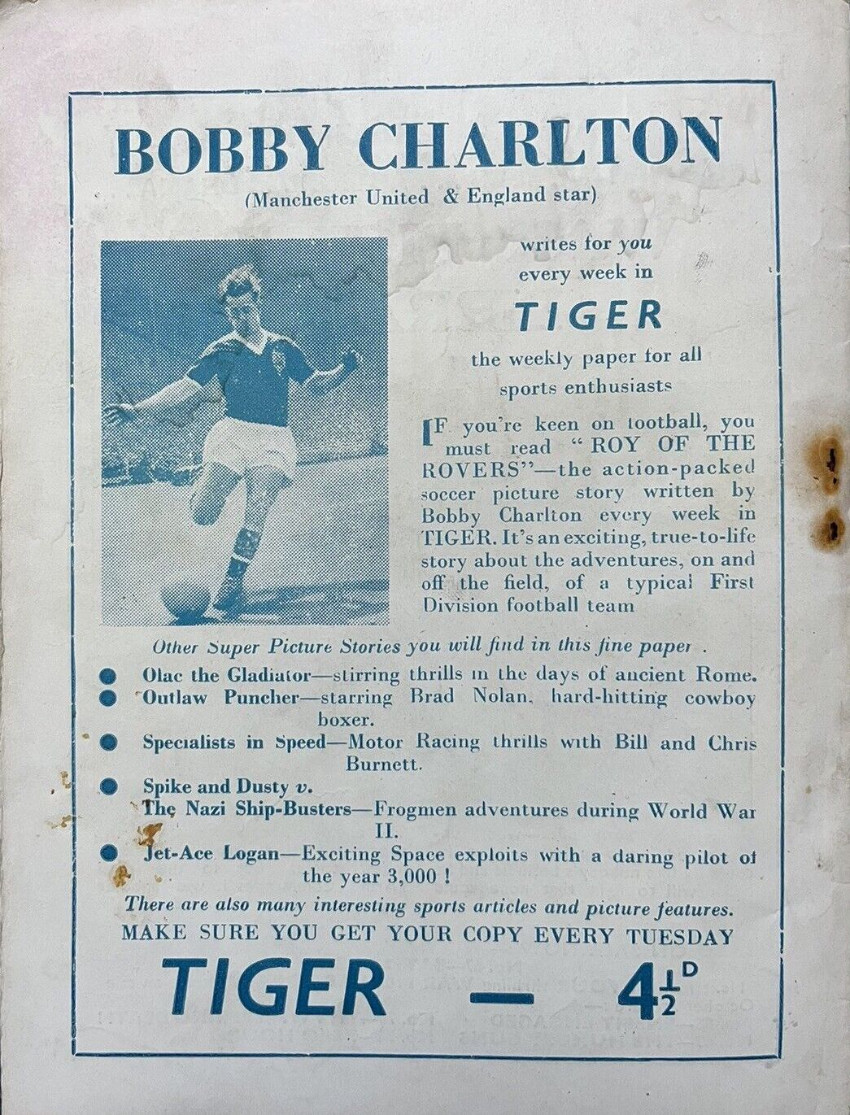 BOBBY CHARLTON
(Manchester United & England star)
writes for you
every week in
TIGER
the weekly paper for all
sports enthusiasts
IF you're keen on football, you
must read “ROY OF THE
ROVERS”—the action-packed
soccer picture story written by
Bobby Charlton every week in
TIGER. It's an exciting, true-to-life
story about the adventures, on and
off the field, of a typical First
Division football team
Other Super Picture Stories you will find in this fine paper .
● Olac the Gladiator—stirring thrills in the days of ancient Rome.
● Outlaw Puncher—starring Brad Nolan, hard-hitting cowboy
boxer.
● Specialists in Speed—Motor Racing thrills with Bill and Chris
Burnett.
● Spike and Dusty v.
The Nazi Ship-Busters—Frogmen adventures during World War
II.
● Jet-Ace Logan—Exciting Space exploits with a daring pilot of
the year 3,000 !
There are also many interesting sports articles and picture features.
MAKE SURE YOU GET YOUR COPY EVERY TUESDAY
TIGER — 4½D